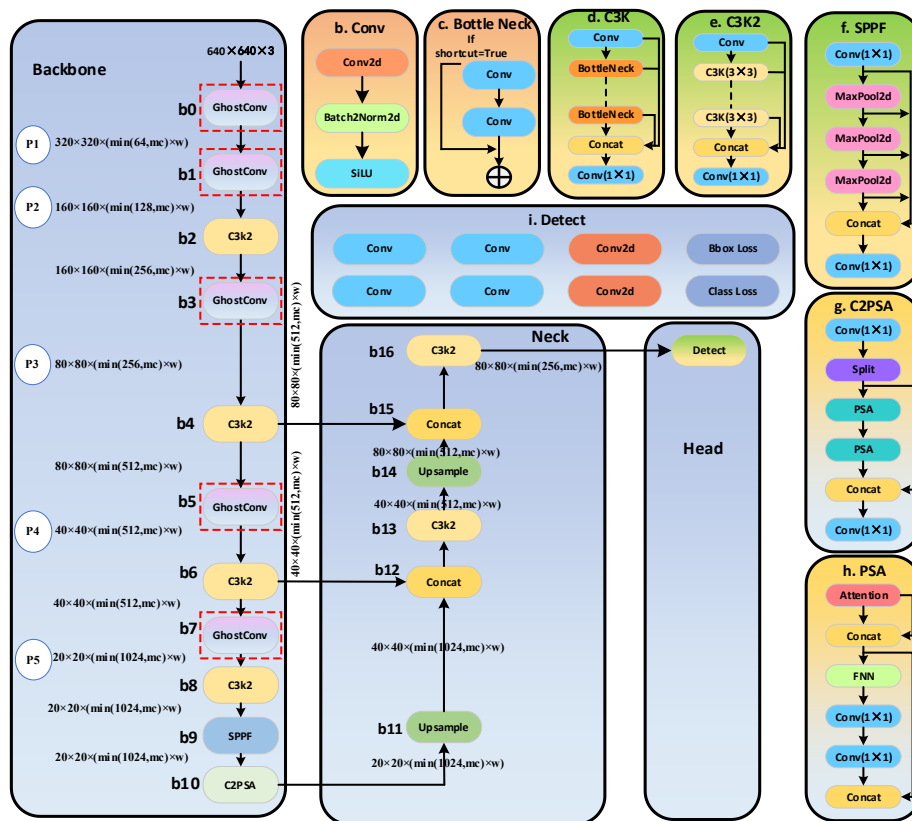 Backbone
640×640×3
b0
GhostConv
P1
320×320×(min(64,mc)×w)
b1
GhostConv
P2
160×160×(min(128,mc)×w)
b2
C3k2
160×160×(min(256,mc)×w)
b3
GhostConv
P3
80×80×(min(256,mc)×w)
80×80×(min(512,mc)×w)
b4
C3k2
80×80×(min(512,mc)×w)
b5
GhostConv
P4
40×40×(min(512,mc)×w)
40×40×(min(512,mc)×w)
b6
C3k2
40×40×(min(512,mc)×w)
b7
GhostConv
P5
20×20×(min(1024,mc)×w)
b8
C3k2
20×20×(min(1024,mc)×w)
b9
SPPF
20×20×(min(1024,mc)×w)
b10
C2PSA
b. Conv
Conv2d
Batch2Norm2d
SiLU
c. Bottle Neck
If
shortcut=True
Conv
Conv
d. C3K
Conv
BottleNeck
BottleNeck
Concat
Conv(1×1)
e. C3K2
Conv
C3K(3×3)
C3K(3×3)
Concat
Conv(1×1)
f. SPPF
Conv(1×1)
MaxPool2d
MaxPool2d
MaxPool2d
Concat
Conv(1×1)
i. Detect
Conv
Conv
Conv2d
Bbox Loss
Conv
Conv
Conv2d
Class Loss
Neck
b16
C3k2
80×80×(min(256,mc)×w)
b15
Concat
80×80×(min(512,mc)×w)
b14
Upsample
40×40×(min(512,mc)×w)
b13
C3k2
b12
Concat
40×40×(min(1024,mc)×w)
b11
Upsample
20×20×(min(1024,mc)×w)
Detect
Head
g. C2PSA
Conv(1×1)
Split
PSA
PSA
Concat
Conv(1×1)
h. PSA
Attention
Concat
FNN
Conv(1×1)
Conv(1×1)
Concat